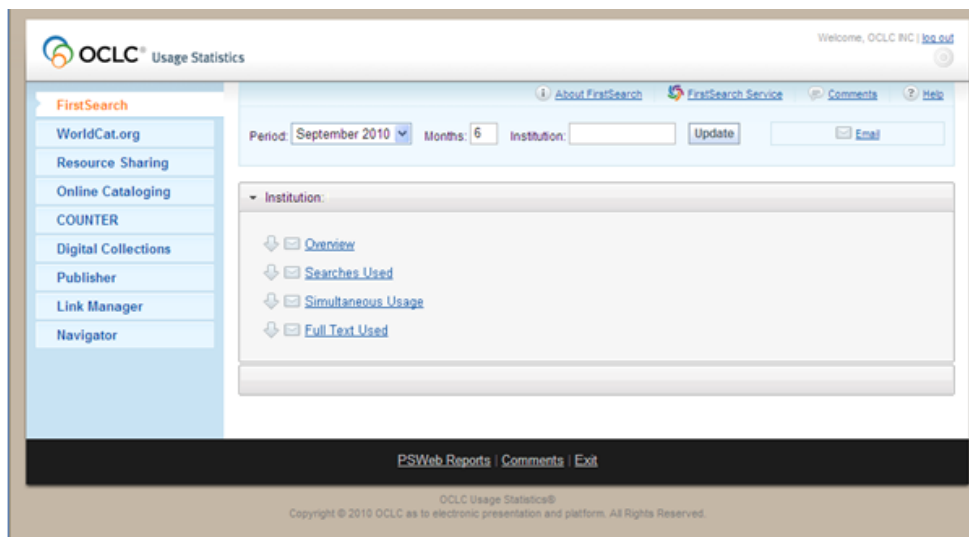 Welcome, OCLC INC | log out
OCLC® Usage Statistics
FirstSearch
WorldCat.org
Resource Sharing
Online Cataloging
COUNTER
Digital Collections
Publisher
Link Manager
Navigator
About FirstSearch FirstSearch Service Comments Help
Period: September 2010 Months: 6 Institution: Update Email
Institution:
Overview
Searches Used
Simultaneous Usage
Full Text Used
PSWeb Reports | Comments | Exit
OCLC Usage Statistics®
Copyright © 2010 OCLC as to electronic presentation and platform. All Rights Reserved.